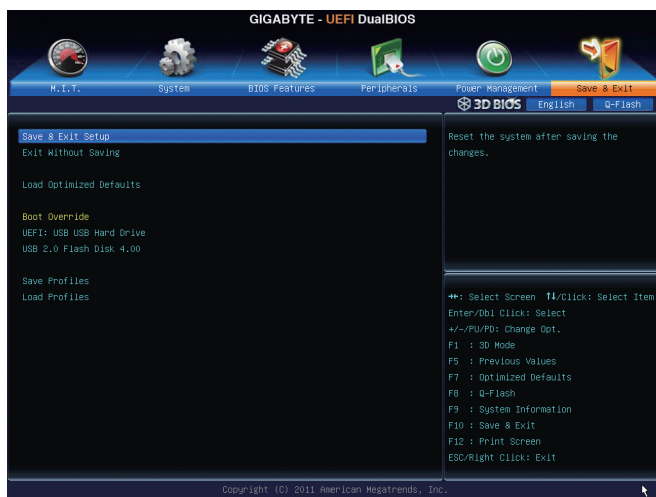 GIGABYTE - UEFI DualBIOS
M.I.T.
System
BIOS Features
Peripherals
Power Management
Save & Exit
3D BIOS
English
Q-Flash
Save & Exit Setup
Exit Without Saving
Load Optimized Defaults
Boot Override
UEFI: USB USB Hard Drive
USB 2.0 Flash Disk 4.00
Save Profiles
Load Profiles
Reset the system after saving the
changes.
→←: Select Screen ↑↓/Click: Select Item
Enter/Dbl Click: Select
+/-/PU/PD: Change Opt.
F1 : 3D Mode
F5 : Previous Values
F7 : Optimized Defaults
F8 : Q-Flash
F9 : System Information
F10 : Save & Exit
F12 : Print Screen
ESC/Right Click: Exit
Copyright (C) 2011 American Megatrends, Inc.